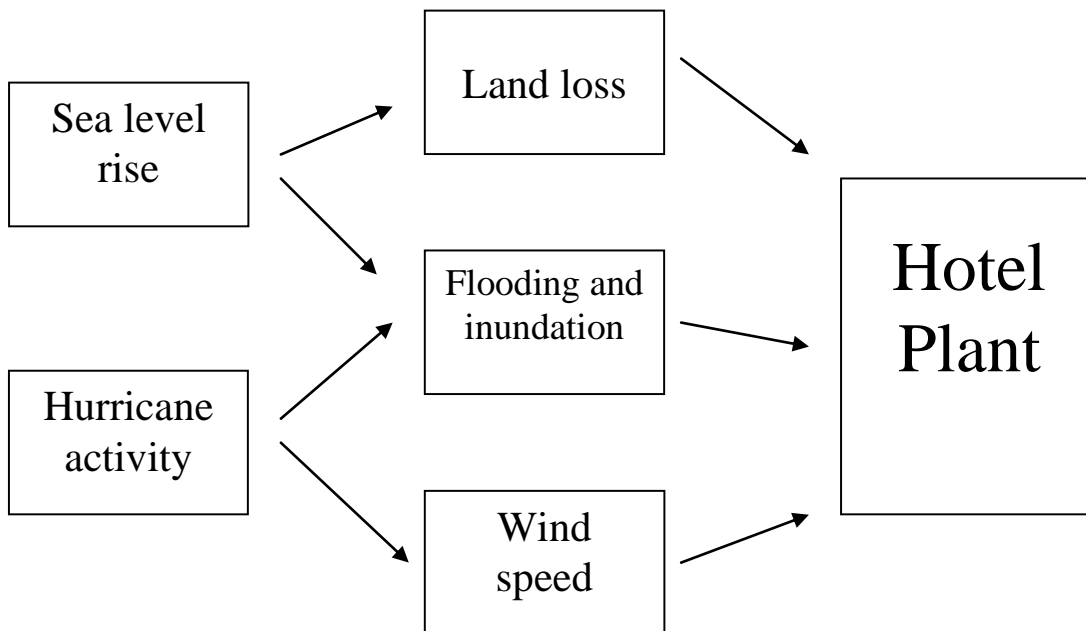 Sea level
rise
Hurricane
activity
Land loss
Flooding and
inundation
Wind
speed
Hotel
Plant